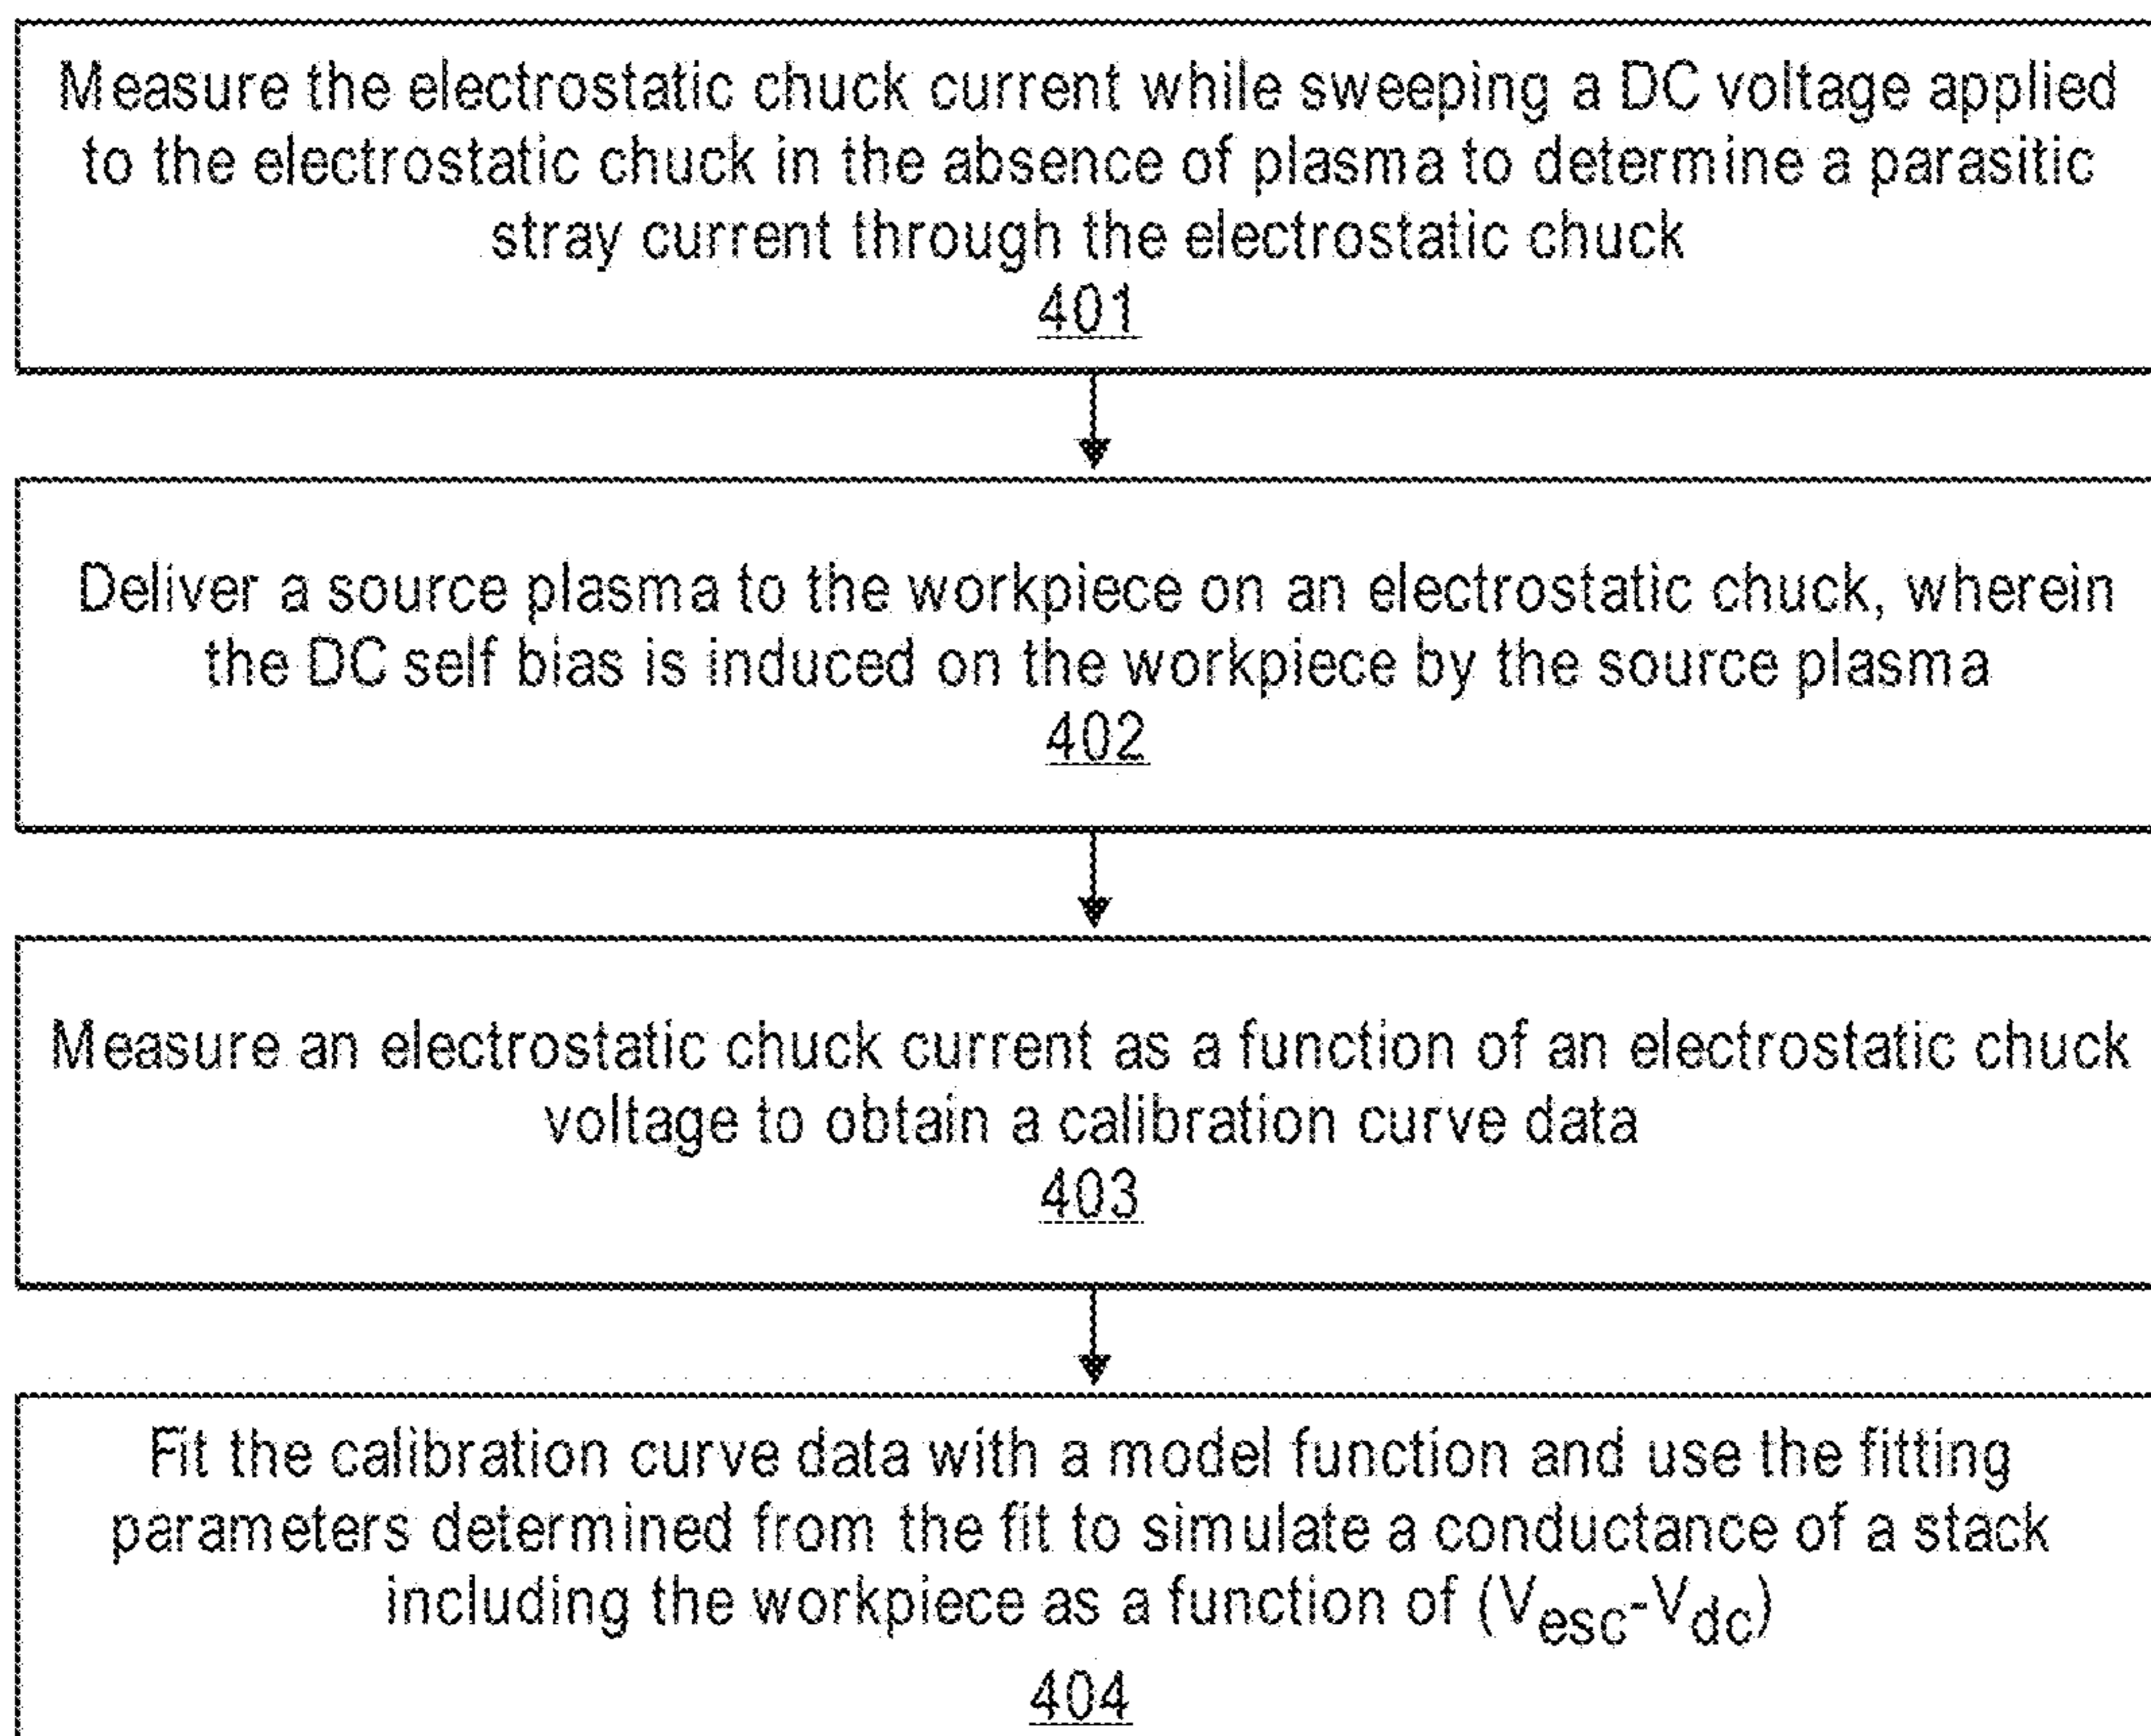 Measure the electrostatic chuck current while sweeping a DC voltage applied
to the electrostatic chuck in the absence of plasma to determine a parasitic
stray current through the electrostatic chuck
401
Deliver a source plasma to the workpiece on an electrostatic chuck, wherein
the DC self bias is induced on the workpiece by the source plasma
402
Measure an electrostatic chuck current as a function of an electrostatic chuck
voltage to obtain a calibration curve data
403
Fit the calibration curve data with a model function and use the fitting
parameters determined from the fit to simulate a conductance of a stack
including the workpiece as a function of (Vesc-Vdc)
404